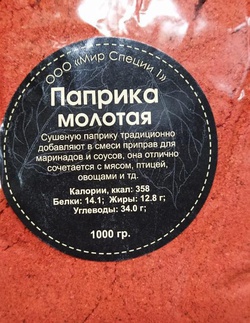 ООО «Мир Специй 1»
Паприка
молотая
Сушеную паприку традиционно
добавляют в смеси приправ для
маринадов и соусов, она отлично
сочетается с мясом, птицей,
овощами и тд.
Калории, ккал: 358
Белки: 14.1; Жиры: 12.8 г;
Углеводы: 34.0 г;
1000 гр.